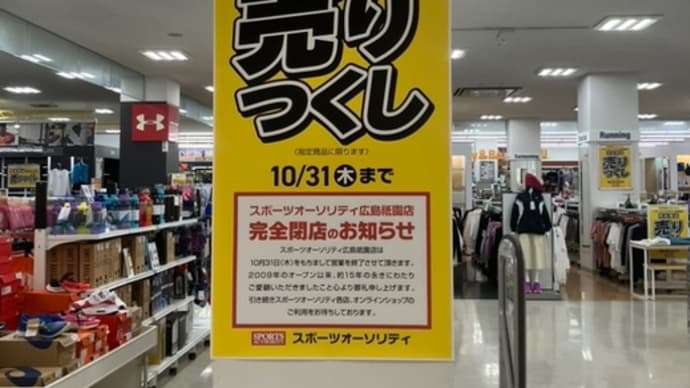 売り
つくし
(指定商品に限ります)
10/31(木)まで
スポーツオーソリティ広島祇園店
完全閉店のお知らせ
スポーツオーソリティ広島祇園店は
10月31日(木)をもちまして営業を終了させて頂きます。
2009年のオープン以来、約15年の永きにわたり
ご愛顧いただきましたこと心より御礼申し上げます。
引き続きスポーツオーソリティ各店、オンラインショップの
ご利用をお待ちしております。
SPORTS
AUTHORITY
スポーツオーソリティ
Running
売り
つくし
売り